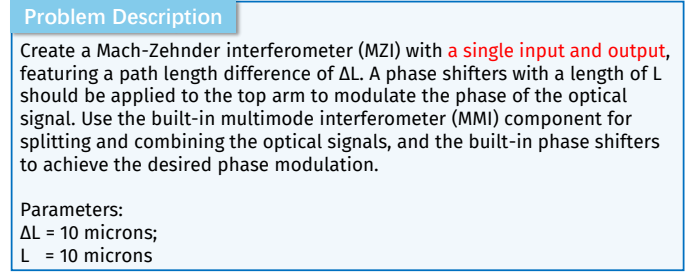 Problem Description
Create a Mach-Zehnder interferometer (MZI) with a single input and output,
featuring a path length difference of ΔL. A phase shifters with a length of L
should be applied to the top arm to modulate the phase of the optical
signal. Use the built-in multimode interferometer (MMI) component for
splitting and combining the optical signals, and the built-in phase shifters
to achieve the desired phase modulation.
Parameters:
ΔL = 10 microns;
L = 10 microns